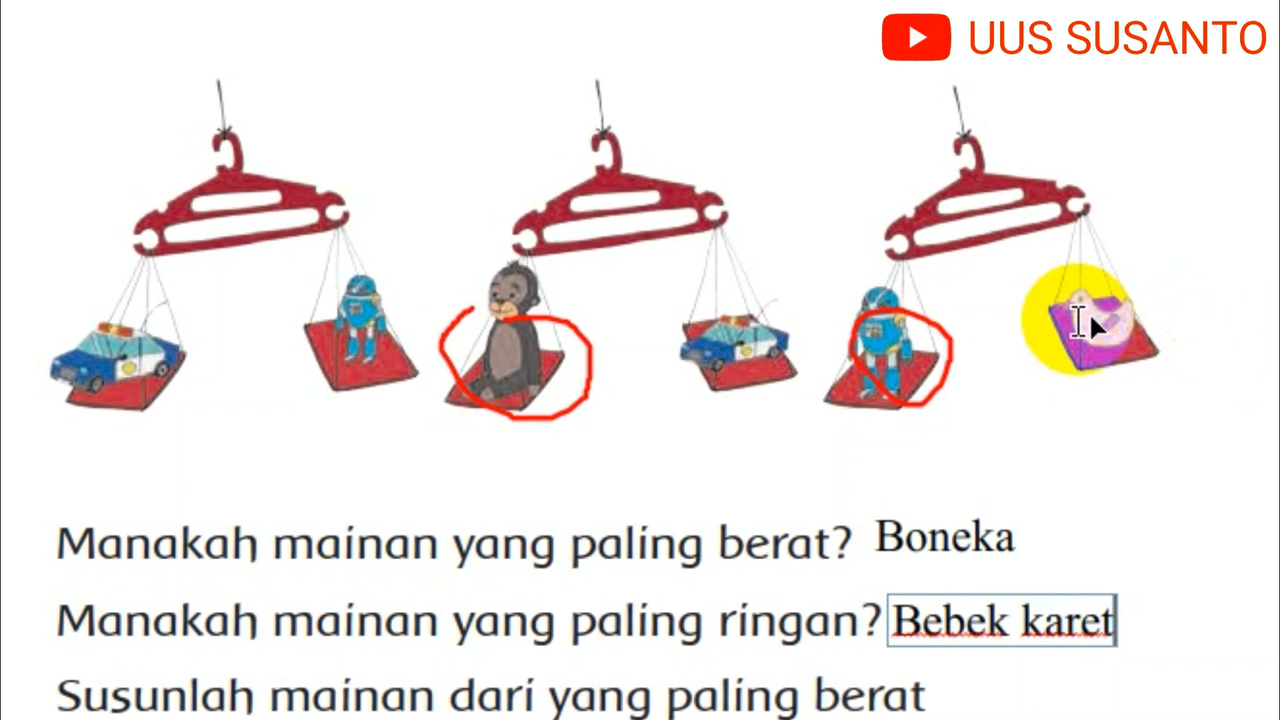 UUS SUSANTO
Manakah mainan yang paling berat? Boneka
Manakah mainan yang paling ringan? Bebek karet
Susunlah mainan dari yang paling berat